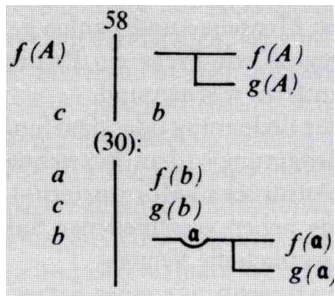 58
f(A) f(A)
g(A)
c b
(30):
a f(b)
c g(b)
b 𝔞 f(𝔞)
g(𝔞)